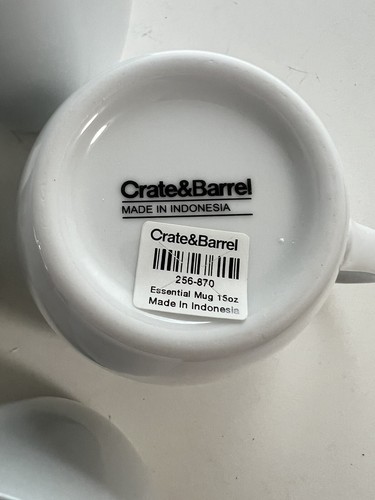 Crate&Barrel
MADE IN INDONESIA
Crate&Barrel
256-870
Essential Mug 15oz
Made In Indonesia